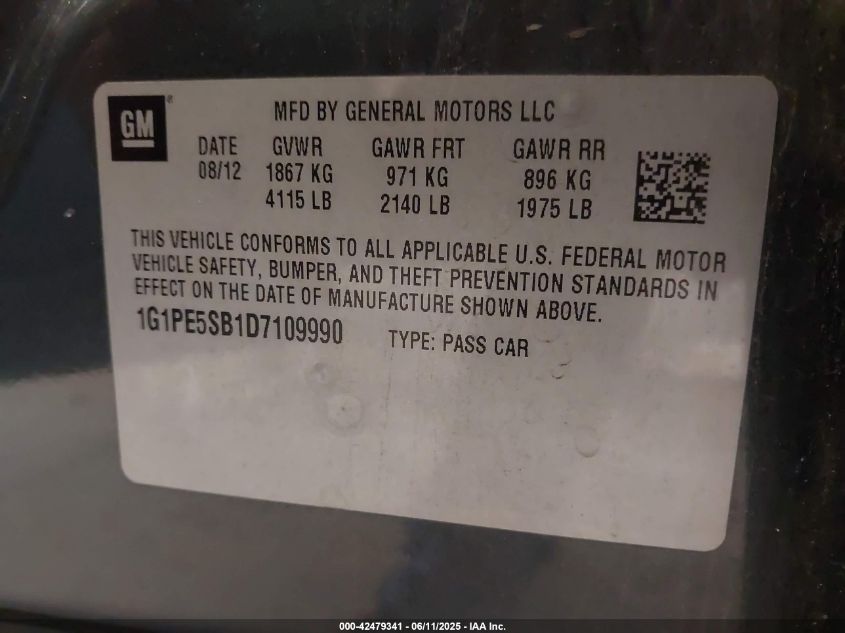 GM®
MFD BY GENERAL MOTORS LLC
DATE GVWR GAWR FRT GAWR RR
08/12 1867 KG 971 KG 896 KG
4115 LB 2140 LB 1975 LB
THIS VEHICLE CONFORMS TO ALL APPLICABLE U.S. FEDERAL MOTOR
VEHICLE SAFETY, BUMPER, AND THEFT PREVENTION STANDARDS IN
EFFECT ON THE DATE OF MANUFACTURE SHOWN ABOVE.
1G1PE5SB1D7109990 TYPE: PASS CAR
000-42479341 - 06/11/2025 - IAA Inc.